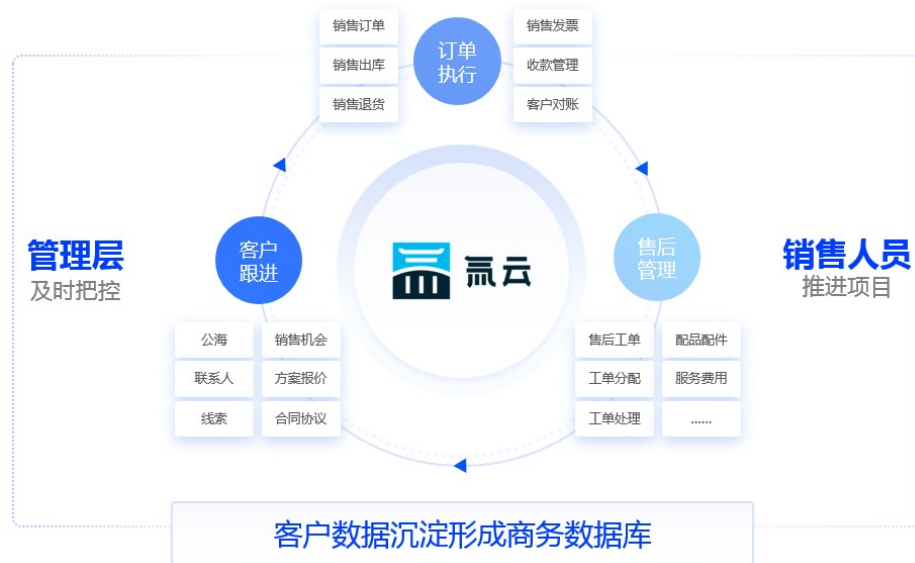 销售订单
销售出库
销售退货
订单
执行
销售发票
收款管理
客户对账
管理层
及时把控
客户
跟进
氚云
售后
管理
销售人员
推进项目
公海
销售机会
联系人
方案报价
线索
合同协议
售后工单
配品配件
工单分配
服务费用
工单处理
......
客户数据沉淀形成商务数据库